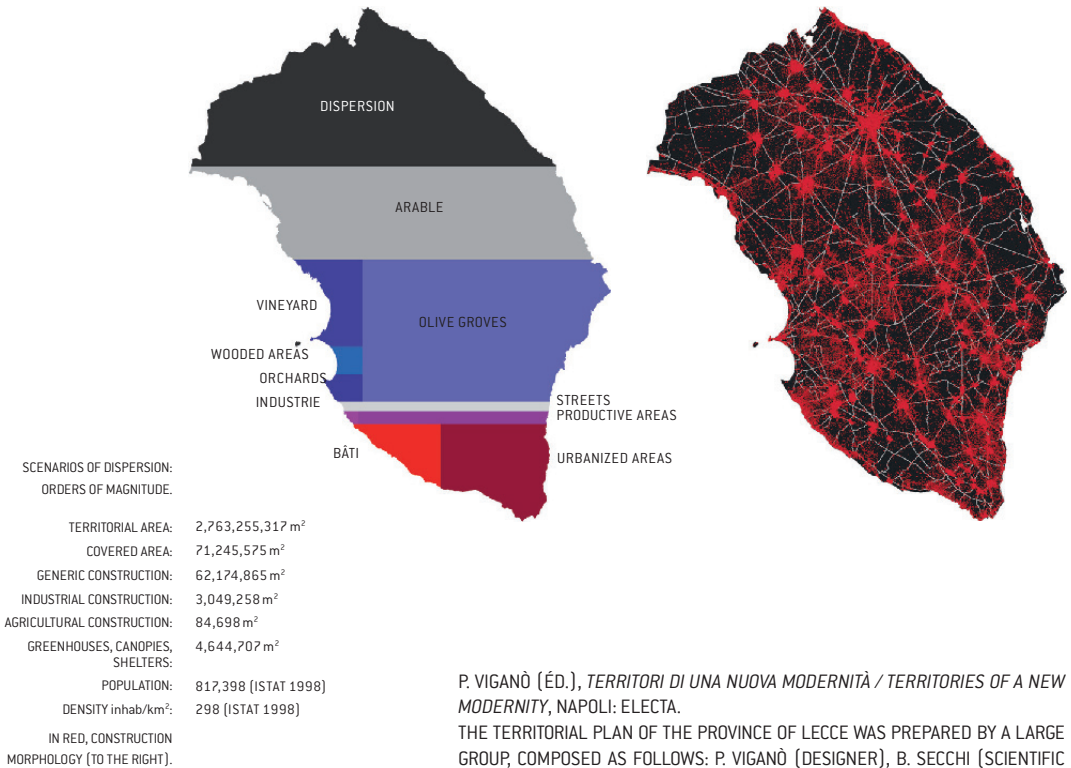 DISPERSION
ARABLE
VINEYARD
OLIVE GROVES
WOODED AREAS
ORCHARDS
INDUSTRIE
STREETS
PRODUCTIVE AREAS
BÂTI
URBANIZED AREAS
SCENARIOS OF DISPERSION:
ORDERS OF MAGNITUDE.
TERRITORIAL AREA: 2,763,255,317 m²
COVERED AREA: 71,245,575 m²
GENERIC CONSTRUCTION: 62,174,865 m²
INDUSTRIAL CONSTRUCTION: 3,049,258 m²
AGRICULTURAL CONSTRUCTION: 84,698 m²
GREENHOUSES, CANOPIES, 4,644,707 m²
SHELTERS:
POPULATION: 817,398 (ISTAT 1998)
DENSITY inhab/km²: 298 (ISTAT 1998)
IN RED, CONSTRUCTION
MORPHOLOGY (TO THE RIGHT).
P. VIGANÒ (ÉD.), TERRITORI DI UNA NUOVA MODERNITÀ / TERRITORIES OF A NEW
MODERNITY, NAPOLI: ELECTA.
THE TERRITORIAL PLAN OF THE PROVINCE OF LECCE WAS PREPARED BY A LARGE
GROUP, COMPOSED AS FOLLOWS: P. VIGANÒ (DESIGNER), B. SECCHI (SCIENTIFIC